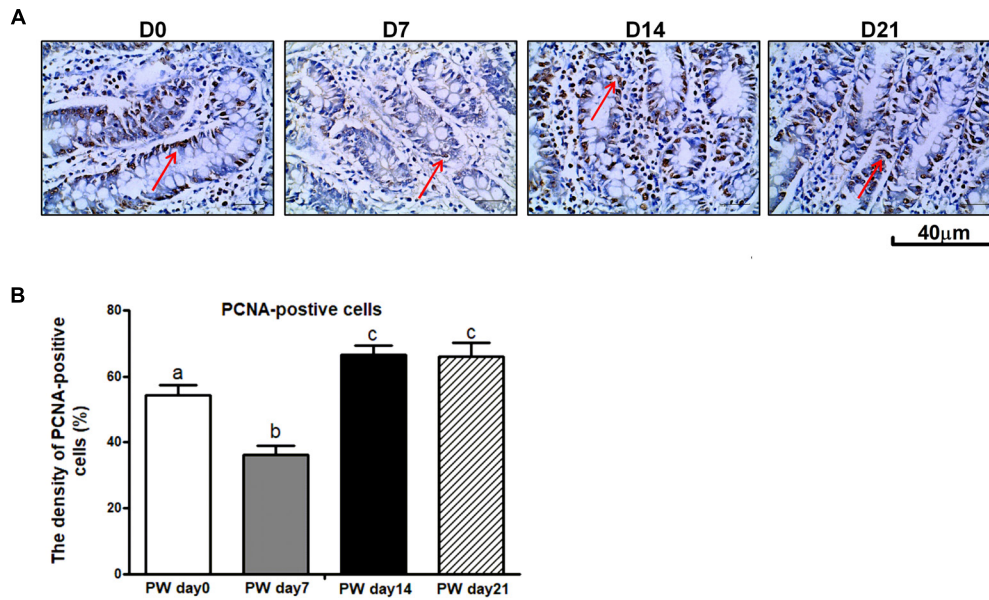 A
D0 D7 D14 D21
40μm
B
PCNA-postive cells
The density of PCNA-positive
cells (%)
80
60
40
20
0
a
b
c
c
PW day0 PW day7 PW day14 PW day21